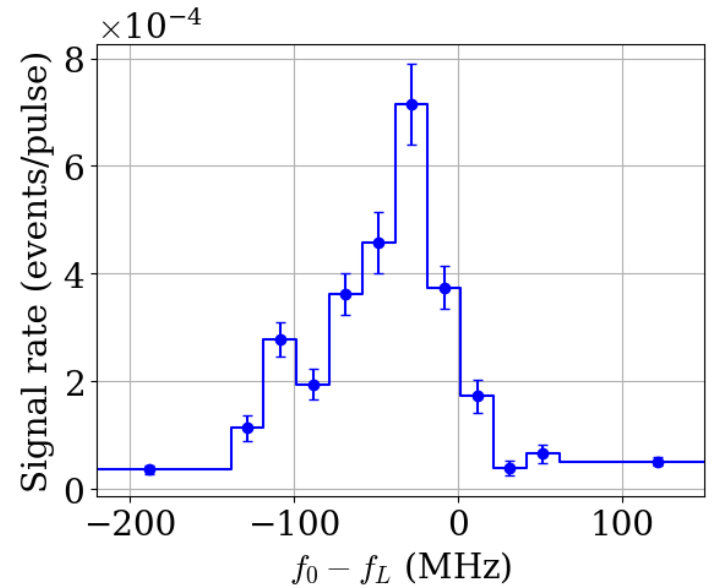 ×10⁻⁴
8
6
4
2
0
Signal rate (events/pulse)
−200 −100 0 100
f₀ − f_L (MHz)